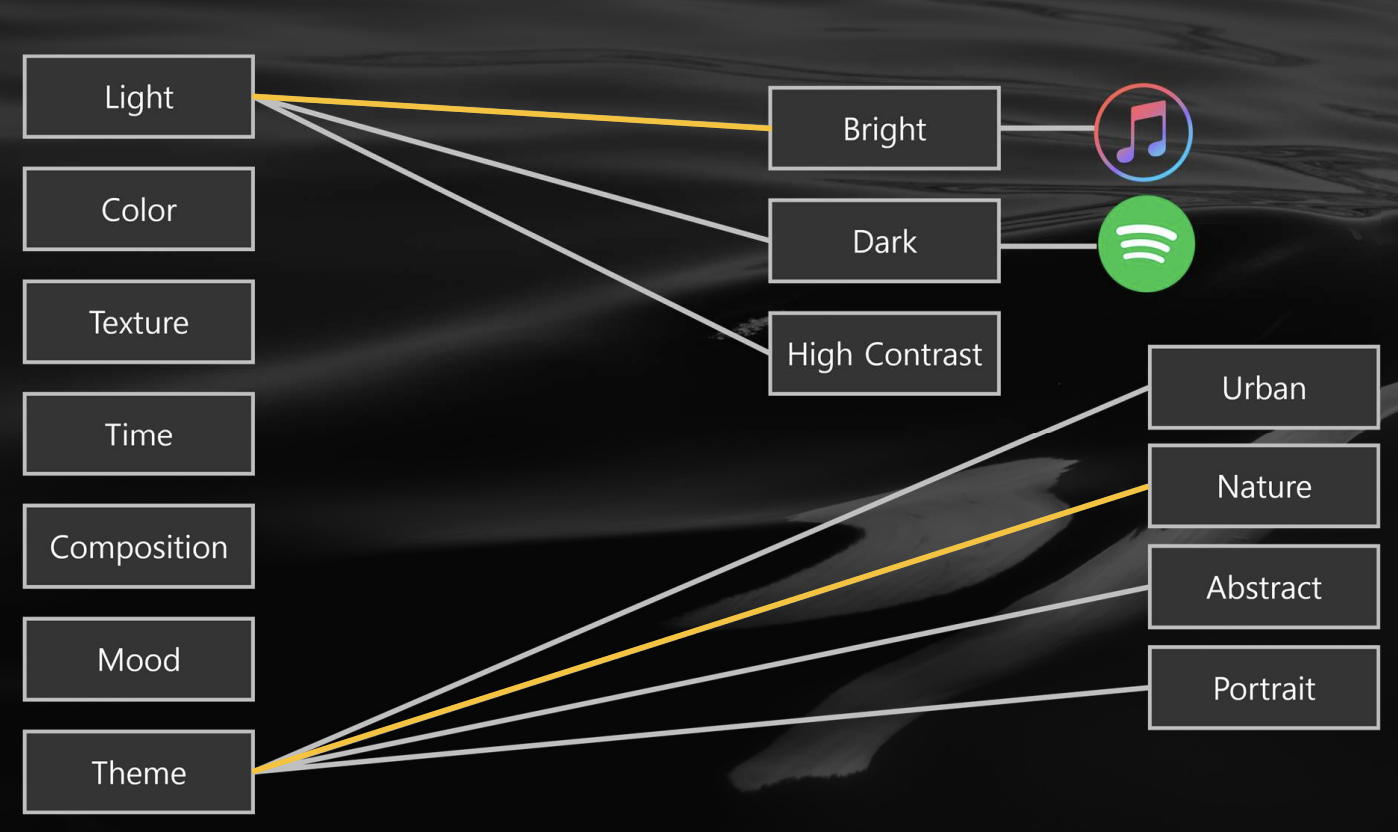 Light
Color
Texture
Time
Composition
Mood
Theme
Bright
Dark
High Contrast
Urban
Nature
Abstract
Portrait